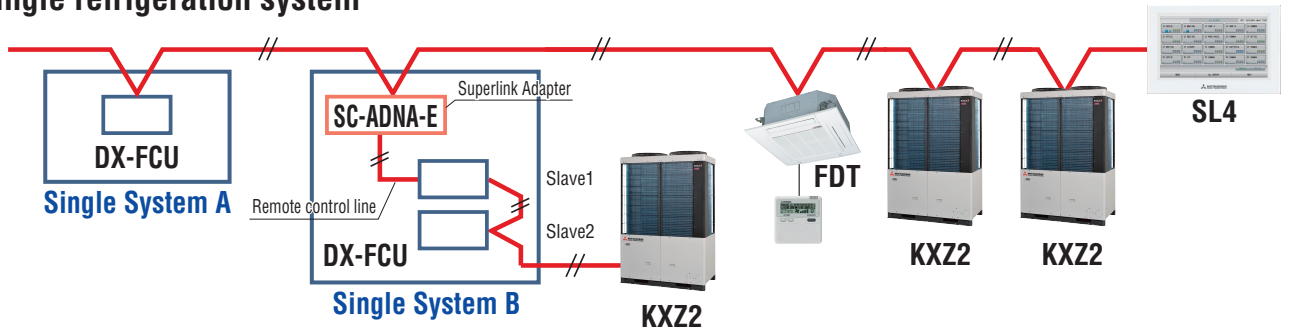 ngle refrigeration system
Superlink Adapter
SC-ADNA-E
SL4
DX-FCU
Single System A
Remote control line
Slave1
Slave2
DX-FCU
Single System B
FDT
KXZ2
KXZ2
KXZ2